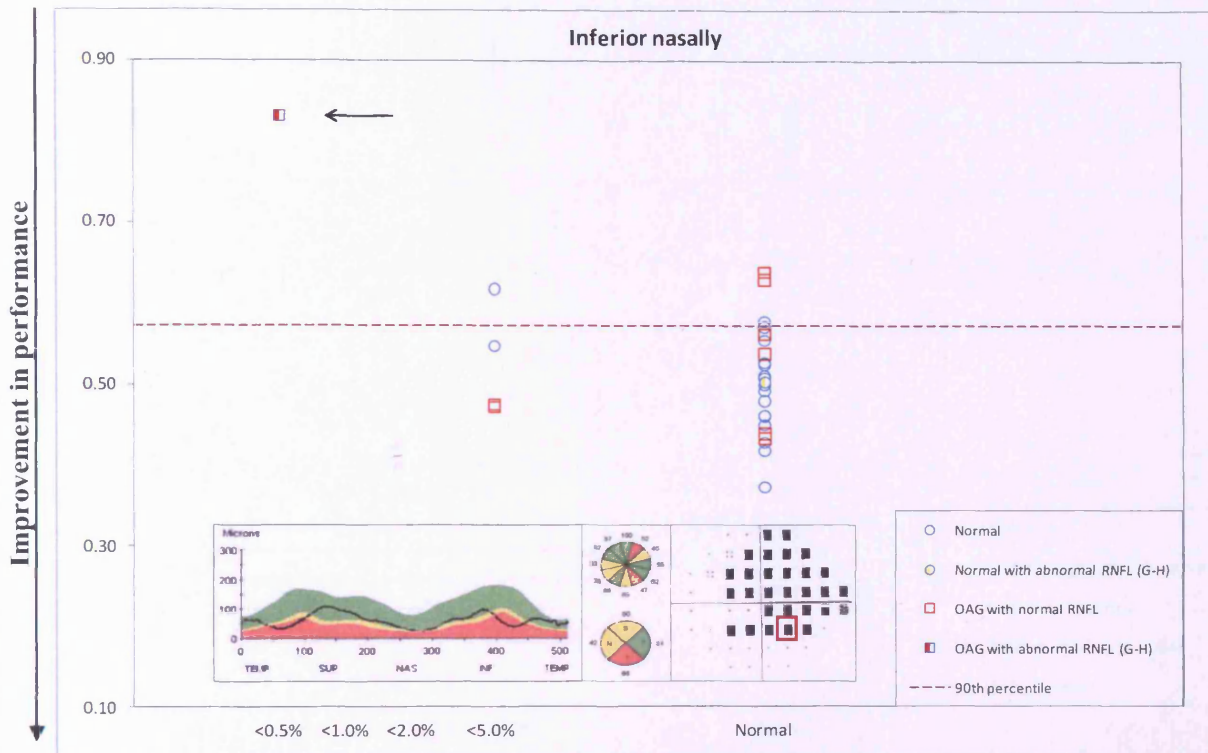 Inferior nasally
Improvement in performance
0.90
0.70
0.50
0.30
0.10
Microns
300
200
100
0
0 100 200 300 400 500
TEMP SUP NAS INF TEMP
Normal
Normal with abnormal RNFL (G-H)
OAG with normal RNFL
OAG with abnormal RNFL (G-H)
90th percentile
<0.5% <1.0% <2.0% <5.0% Normal